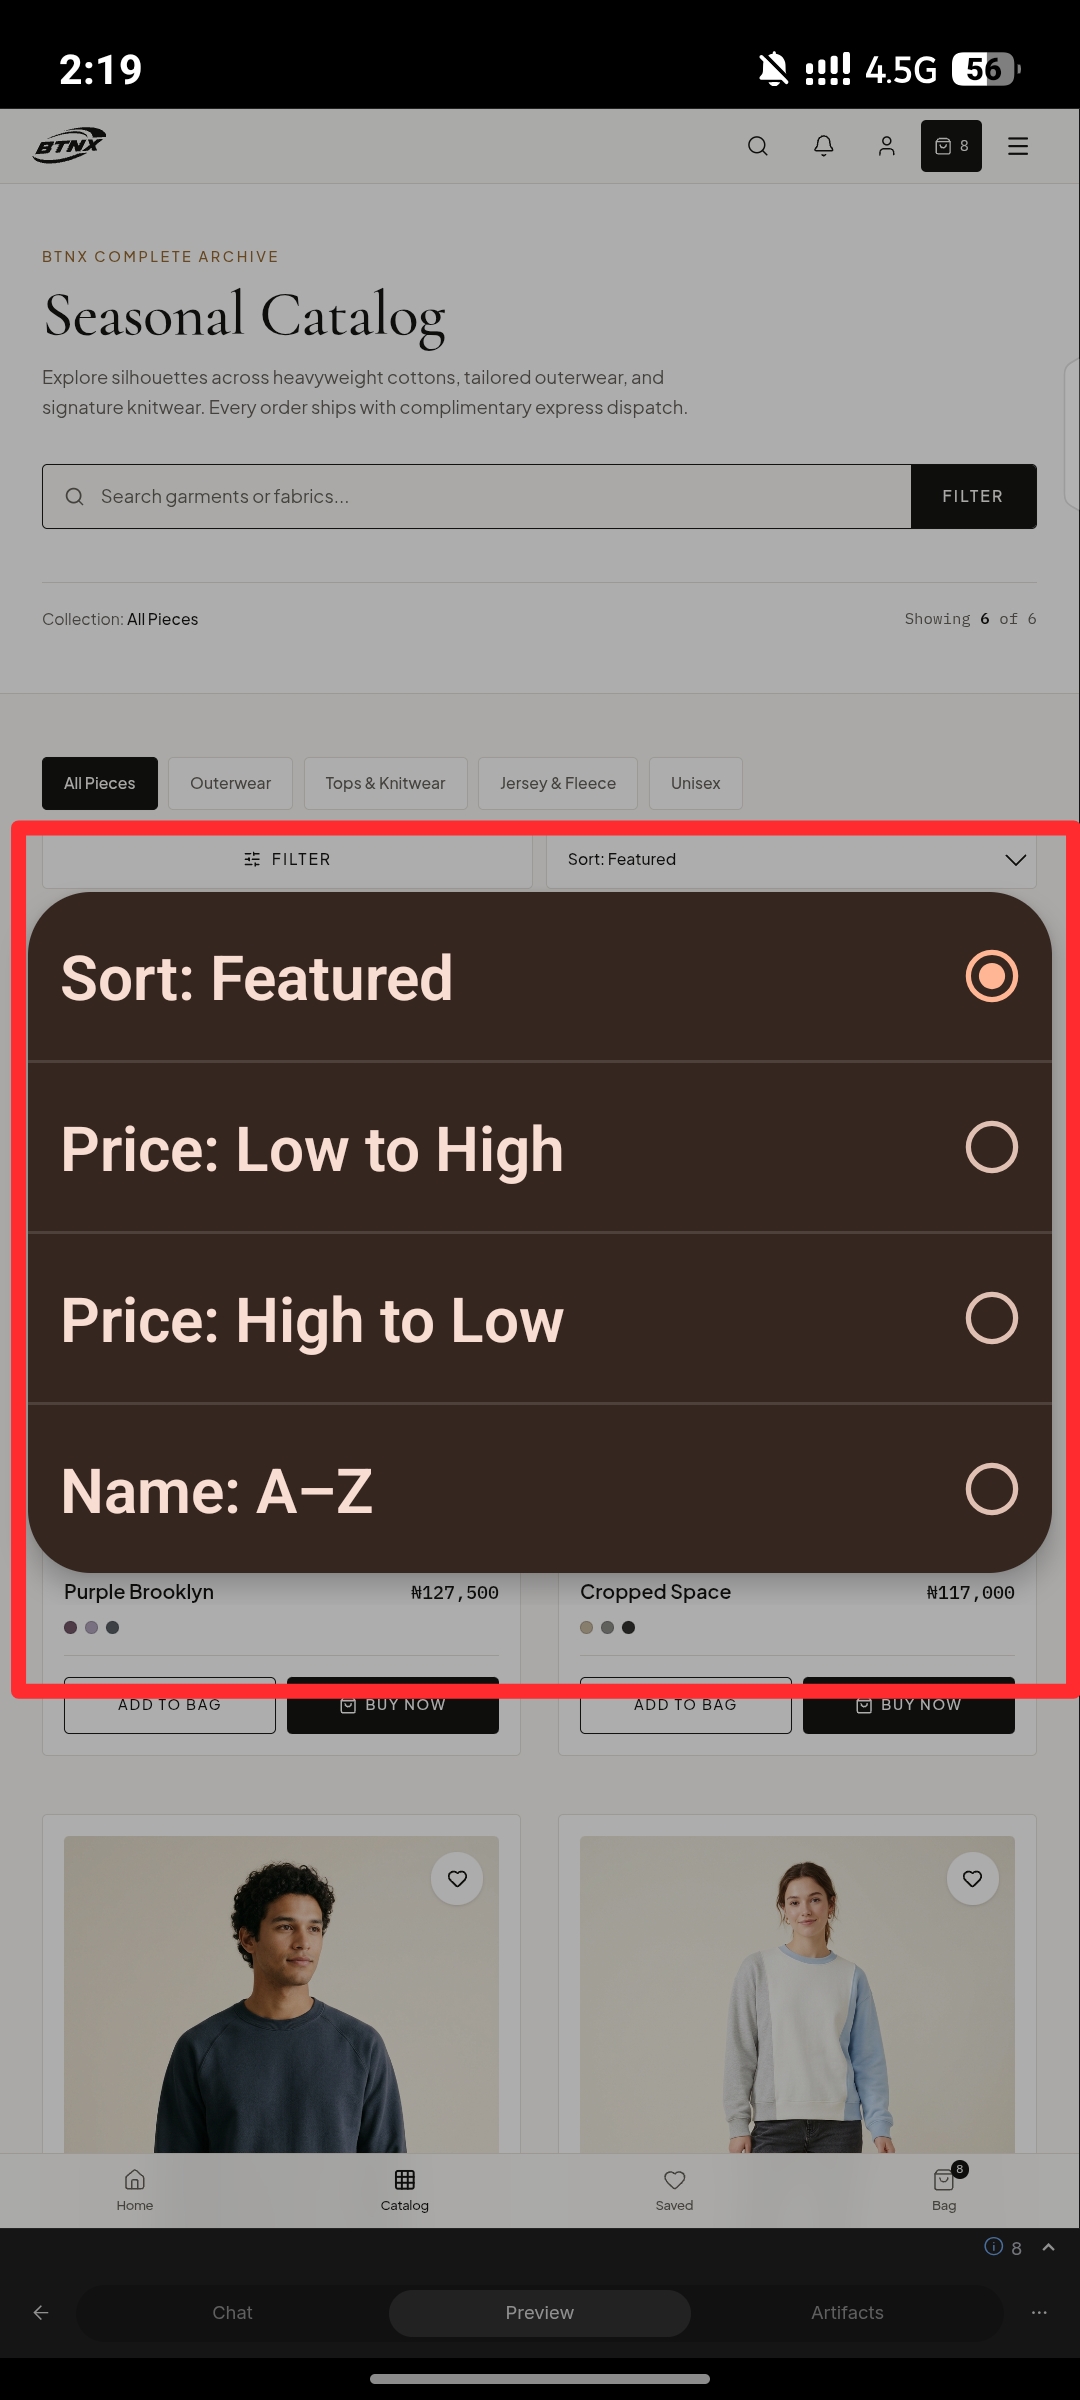 2:19
4.5G
56
BTNX
8
BTNX COMPLETE ARCHIVE
Seasonal Catalog
Explore silhouettes across heavyweight cottons, tailored outerwear, and
signature knitwear. Every order ships with complimentary express dispatch.
Search garments or fabrics...
FILTER
Collection: All Pieces
Showing 6 of 6
All Pieces
Outerwear
Tops & Knitwear
Jersey & Fleece
Unisex
FILTER
Sort: Featured
Sort: Featured
Price: Low to High
Price: High to Low
Name: A–Z
Purple Brooklyn
₦127,500
Cropped Space
₦117,000
ADD TO BAG
BUY NOW
ADD TO BAG
BUY NOW
Home
Catalog
Saved
8
Bag
8
Chat
Preview
Artifacts